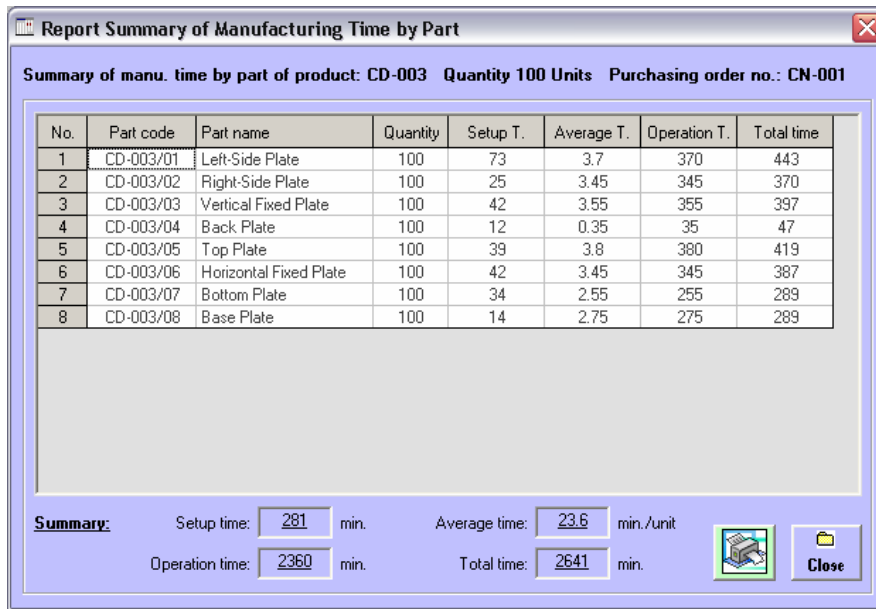 Report Summary of Manufacturing Time by Part
Summary of manu. time by part of product: CD-003 Quantity 100 Units Purchasing order no.: CN-001
No. Part code Part name Quantity Setup T. Average T. Operation T. Total time
1 CD-003/01 Left-Side Plate 100 73 3.7 370 443
2 CD-003/02 Right-Side Plate 100 25 3.45 345 370
3 CD-003/03 Vertical Fixed Plate 100 42 3.55 355 397
4 CD-003/04 Back Plate 100 12 0.35 35 47
5 CD-003/05 Top Plate 100 39 3.8 380 419
6 CD-003/06 Horizontal Fixed Plate 100 42 3.45 345 387
7 CD-003/07 Bottom Plate 100 34 2.55 255 289
8 CD-003/08 Base Plate 100 14 2.75 275 289
Summary: Setup time: 281 min. Average time: 23.6 min./unit
Operation time: 2360 min. Total time: 2641 min.
Close